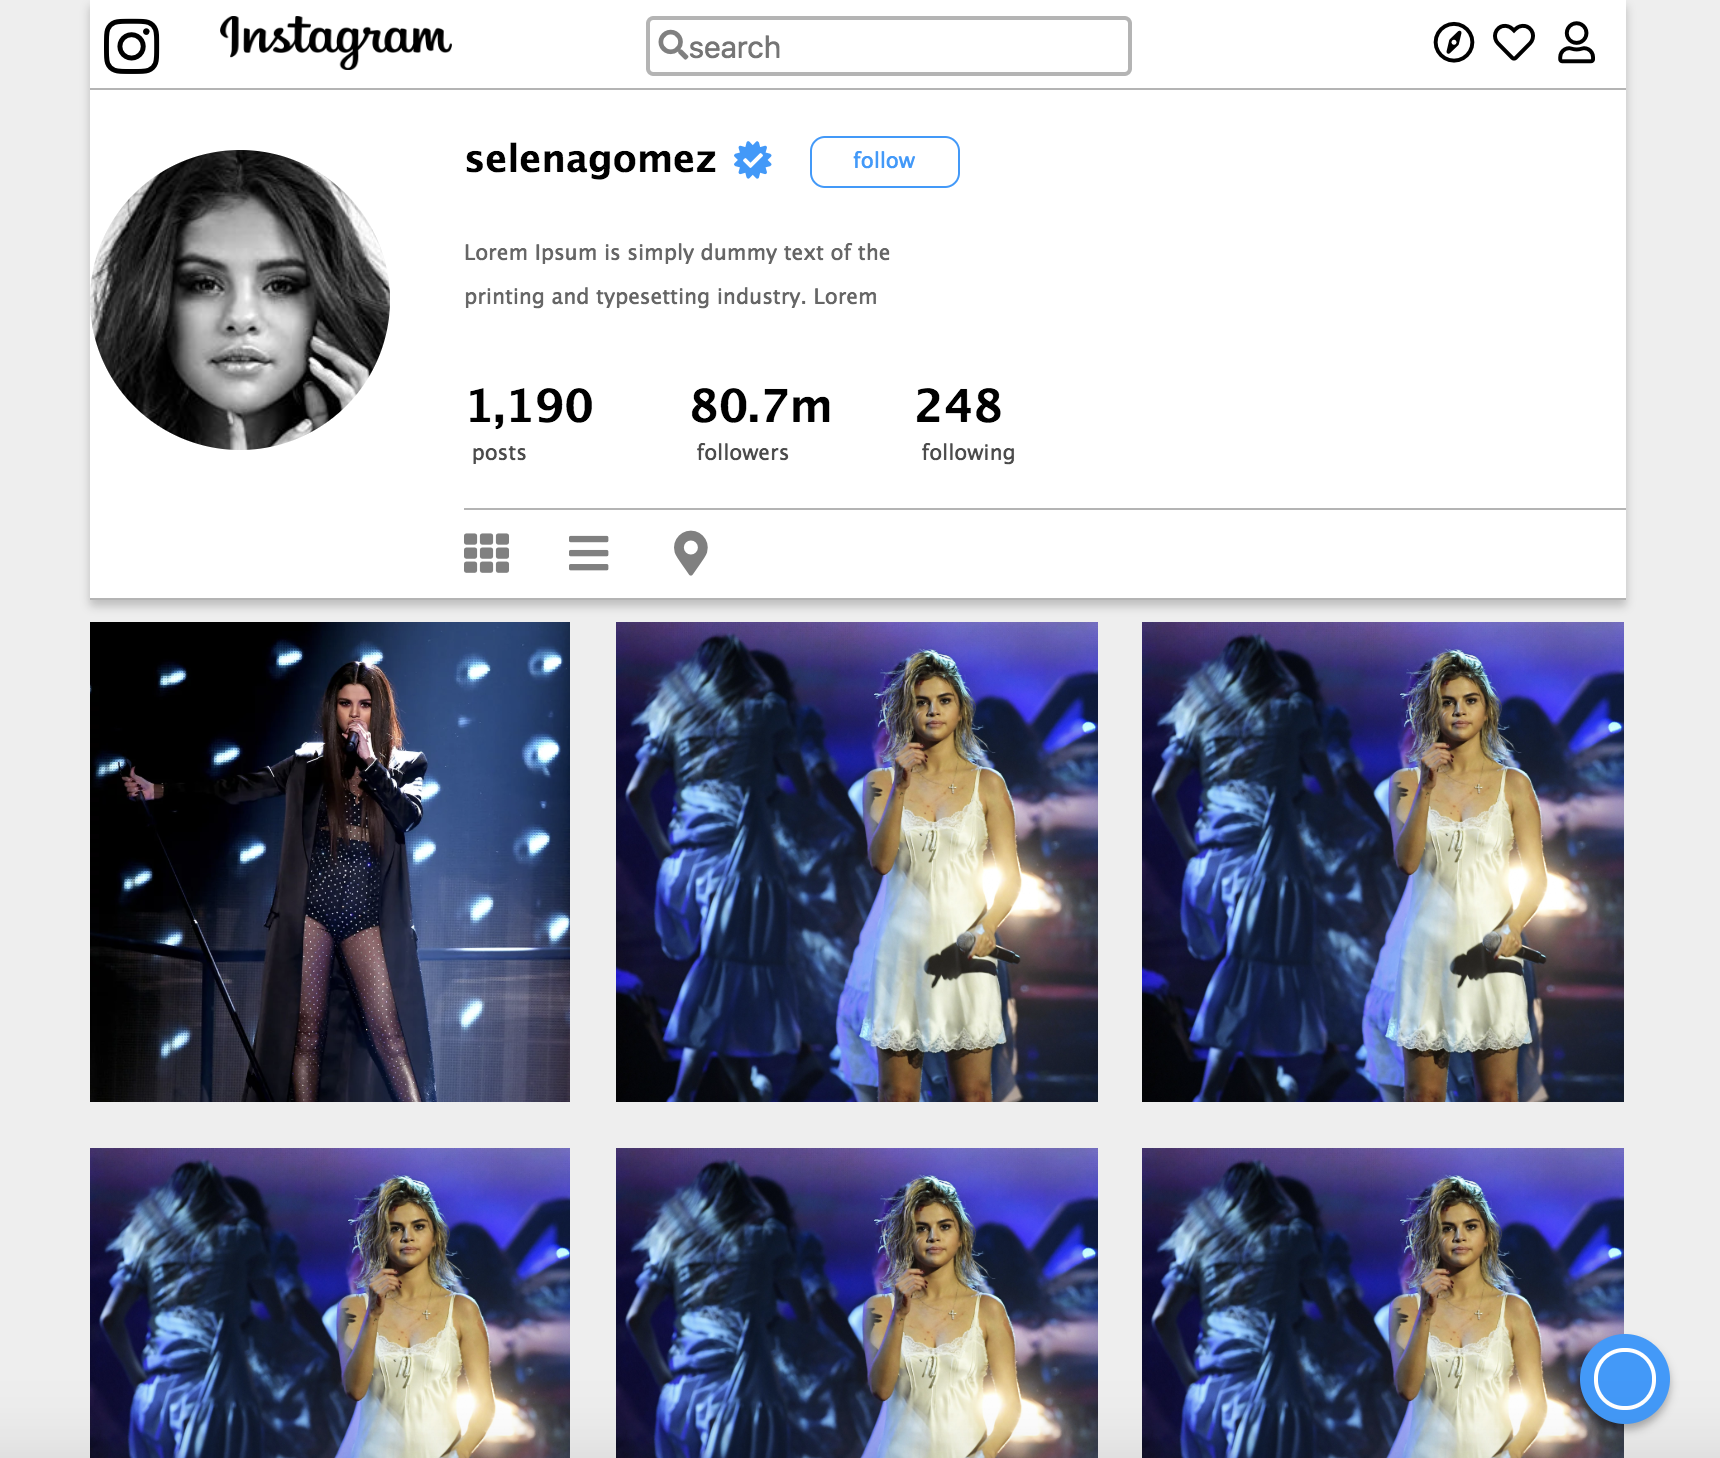 Instagram
search
selenagomez
follow
Lorem Ipsum is simply dummy text of the
printing and typesetting industry. Lorem
1,190 80.7m 248
posts followers following